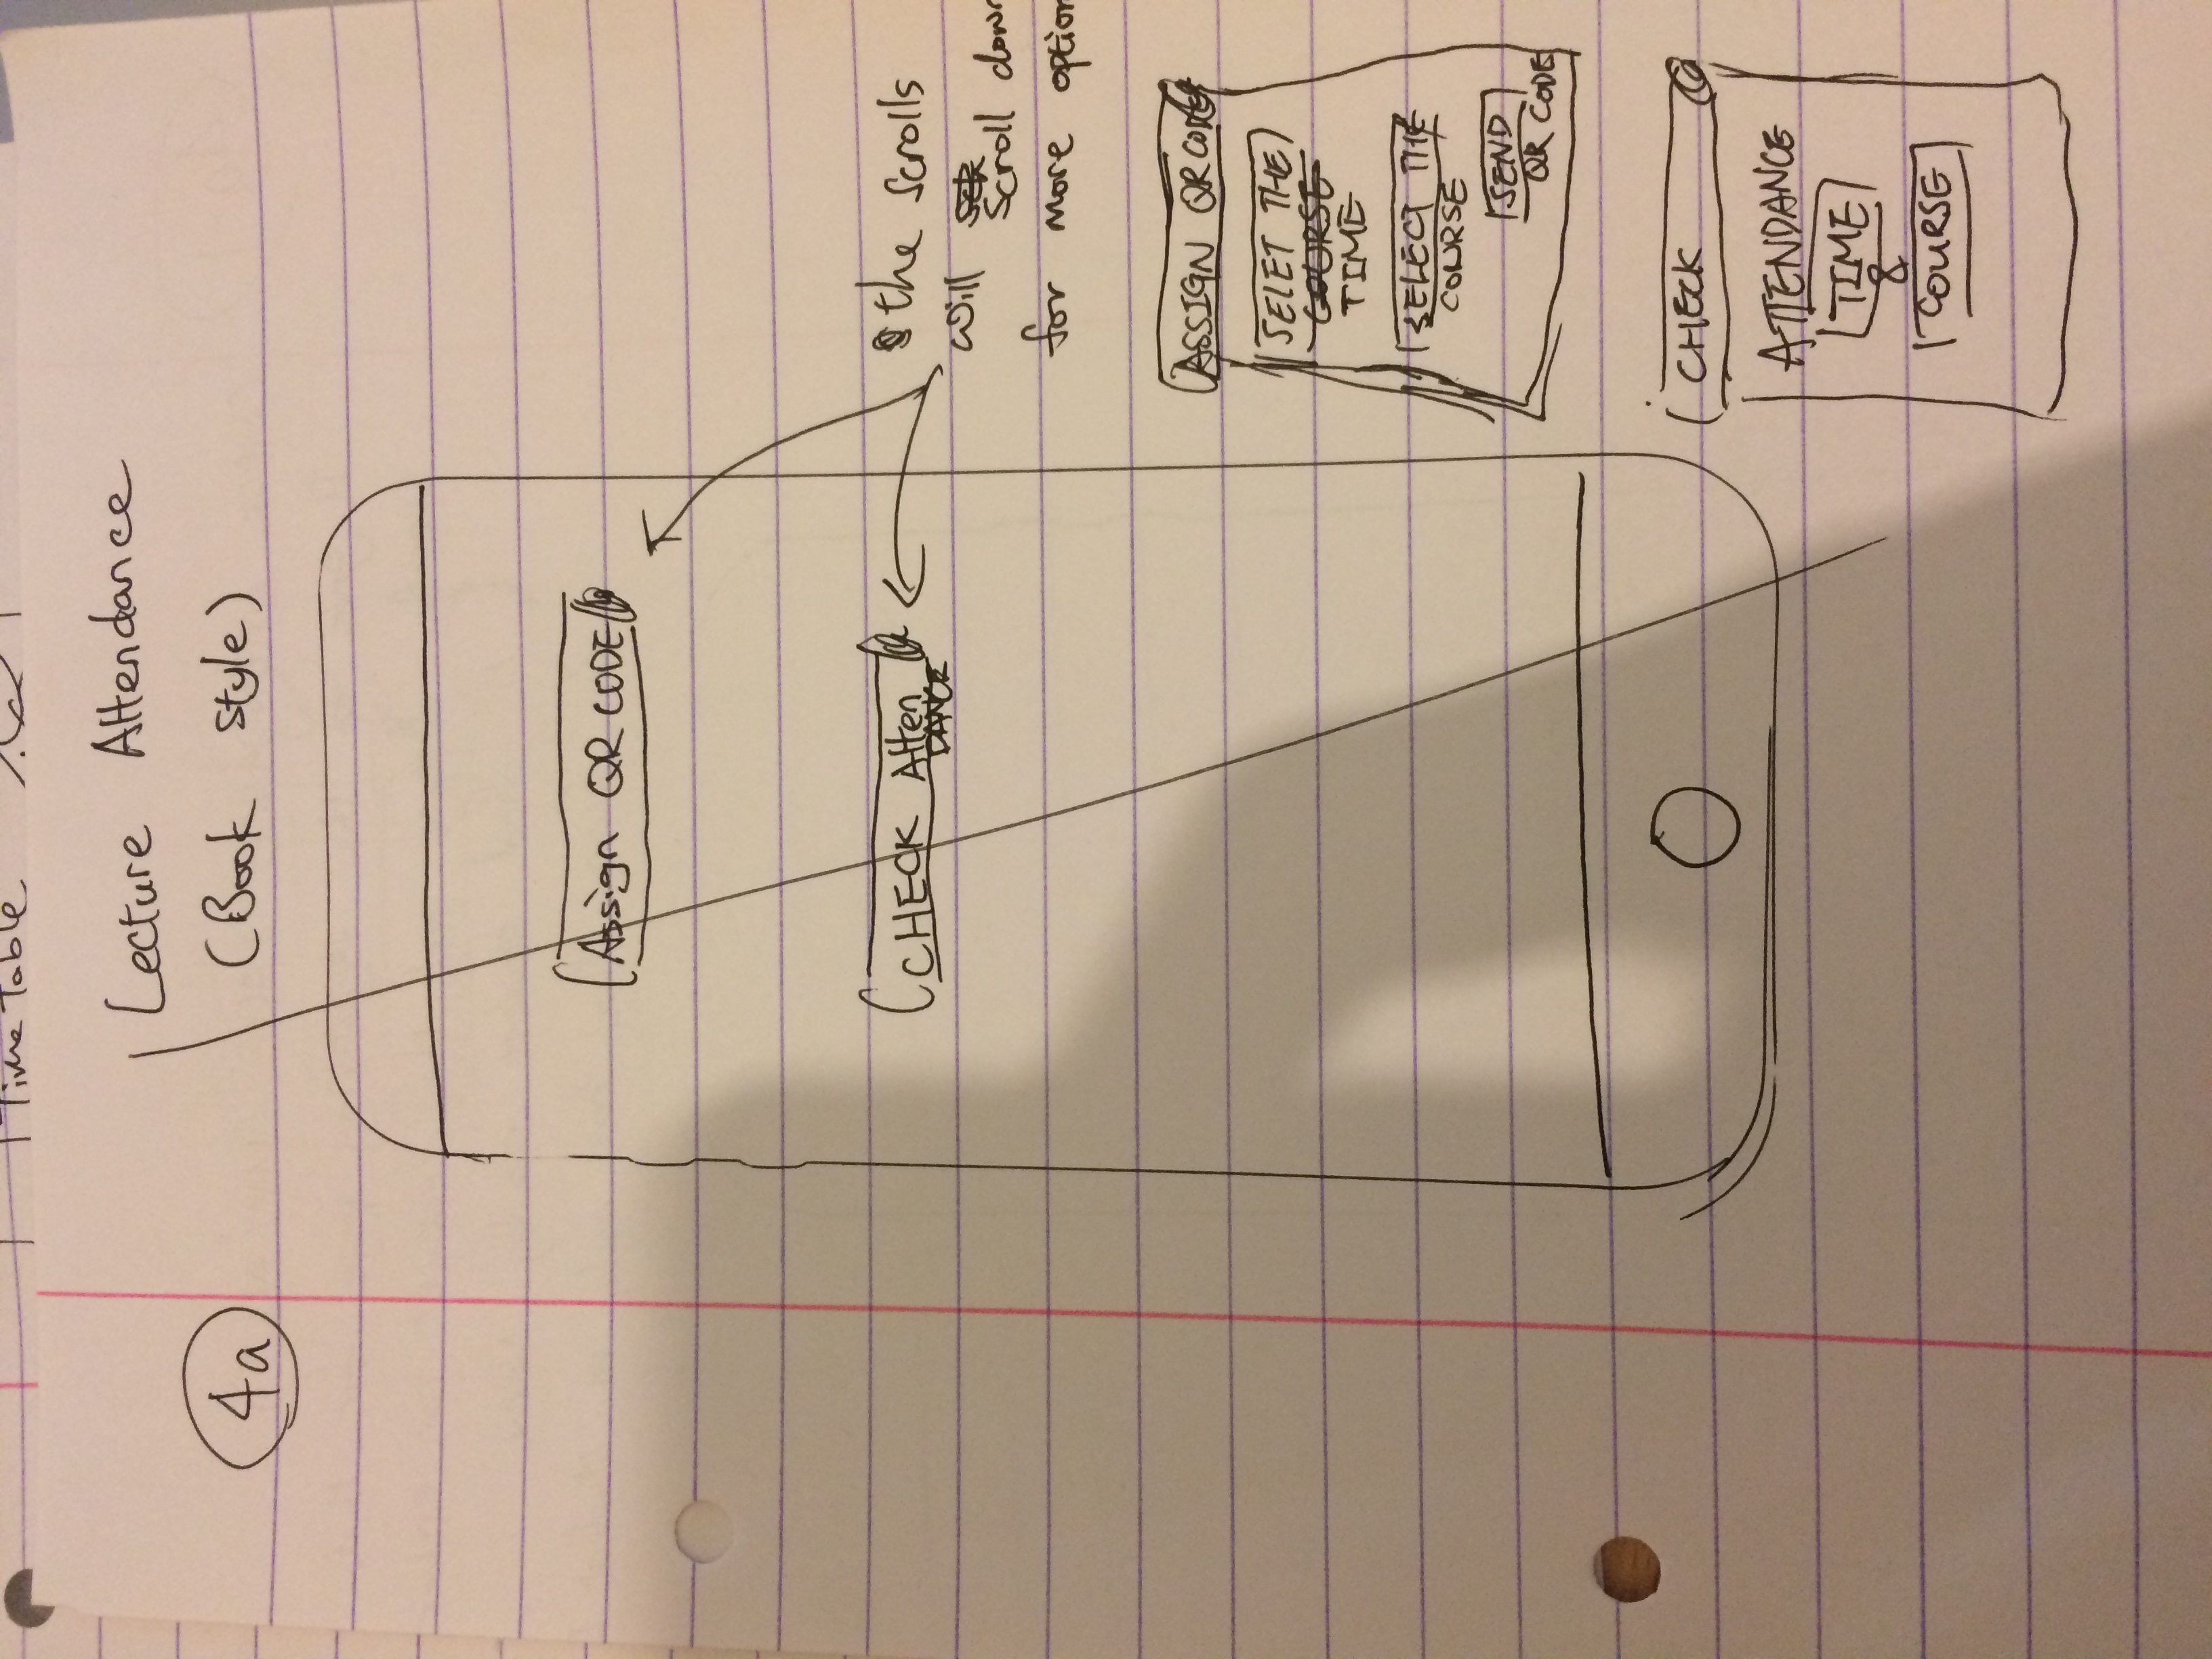 Time Table
Lecture Attendance
4a
(Book style)
Assign QR CODE
CHECK Atten
DANCE
the scrolls
will
scroll down
for more option
ASSIGN QR CODE
SELET THE
COURSE
TIME
SELECT THE
COURSE
SEND
QR CODE
CHECK
ATTENDANCE
TIME
&
COURSE